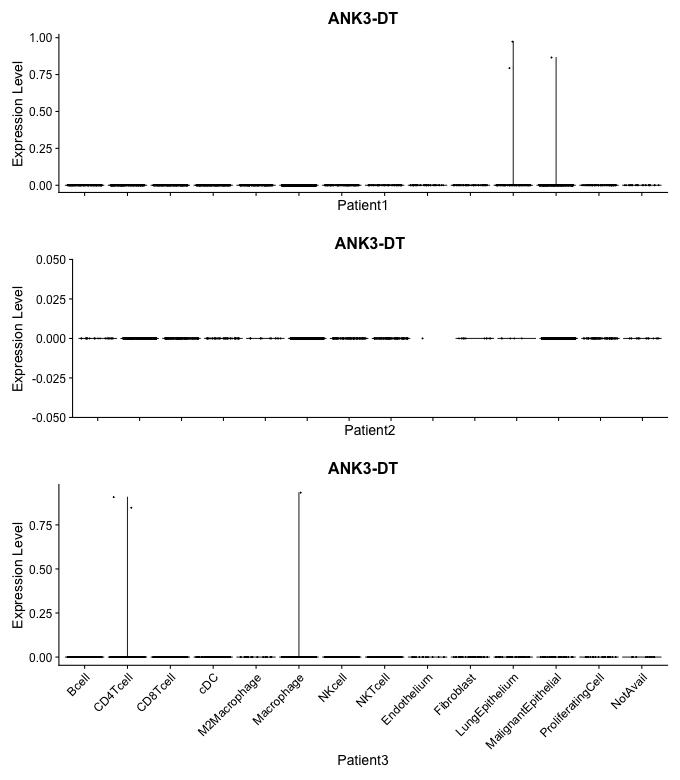 ANK3-DT
Expression Level
1.00
0.75
0.50
0.25
0.00
Patient1
ANK3-DT
Expression Level
0.050
0.025
0.000
-0.025
-0.050
Patient2
ANK3-DT
Expression Level
0.75
0.50
0.25
0.00
Bcell
CD4Tcell
CD8Tcell
cDC
M2Macrophage
Macrophage
NKcell
NKTcell
Endothelium
Fibroblast
LungEpithelium
MalignantEpithelial
ProliferatingCell
NotAvail
Patient3